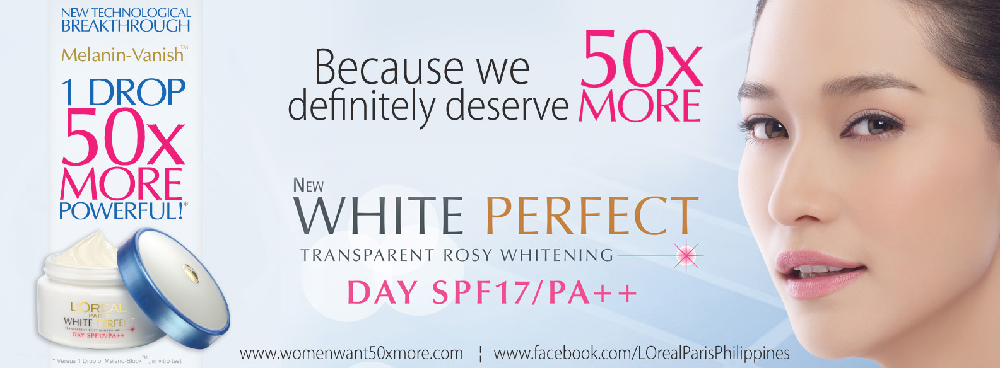 NEW TECHNOLOGICAL
BREAKTHROUGH
Melanin-Vanish™
1 DROP
50x
MORE
POWERFUL!*
L'ORÉAL
PARIS
WHITE PERFECT
TRANSPARENT ROSY WHITENING
DAY SPF17/PA++
* Versus 1 Drop of Melano-Block™, in vitro test
Because we
definitely deserve
50x
MORE
NEW
WHITE PERFECT
TRANSPARENT ROSY WHITENING
DAY SPF17/PA++
www.womenwant50xmore.com ¦ www.facebook.com/LOrealParisPhilippines